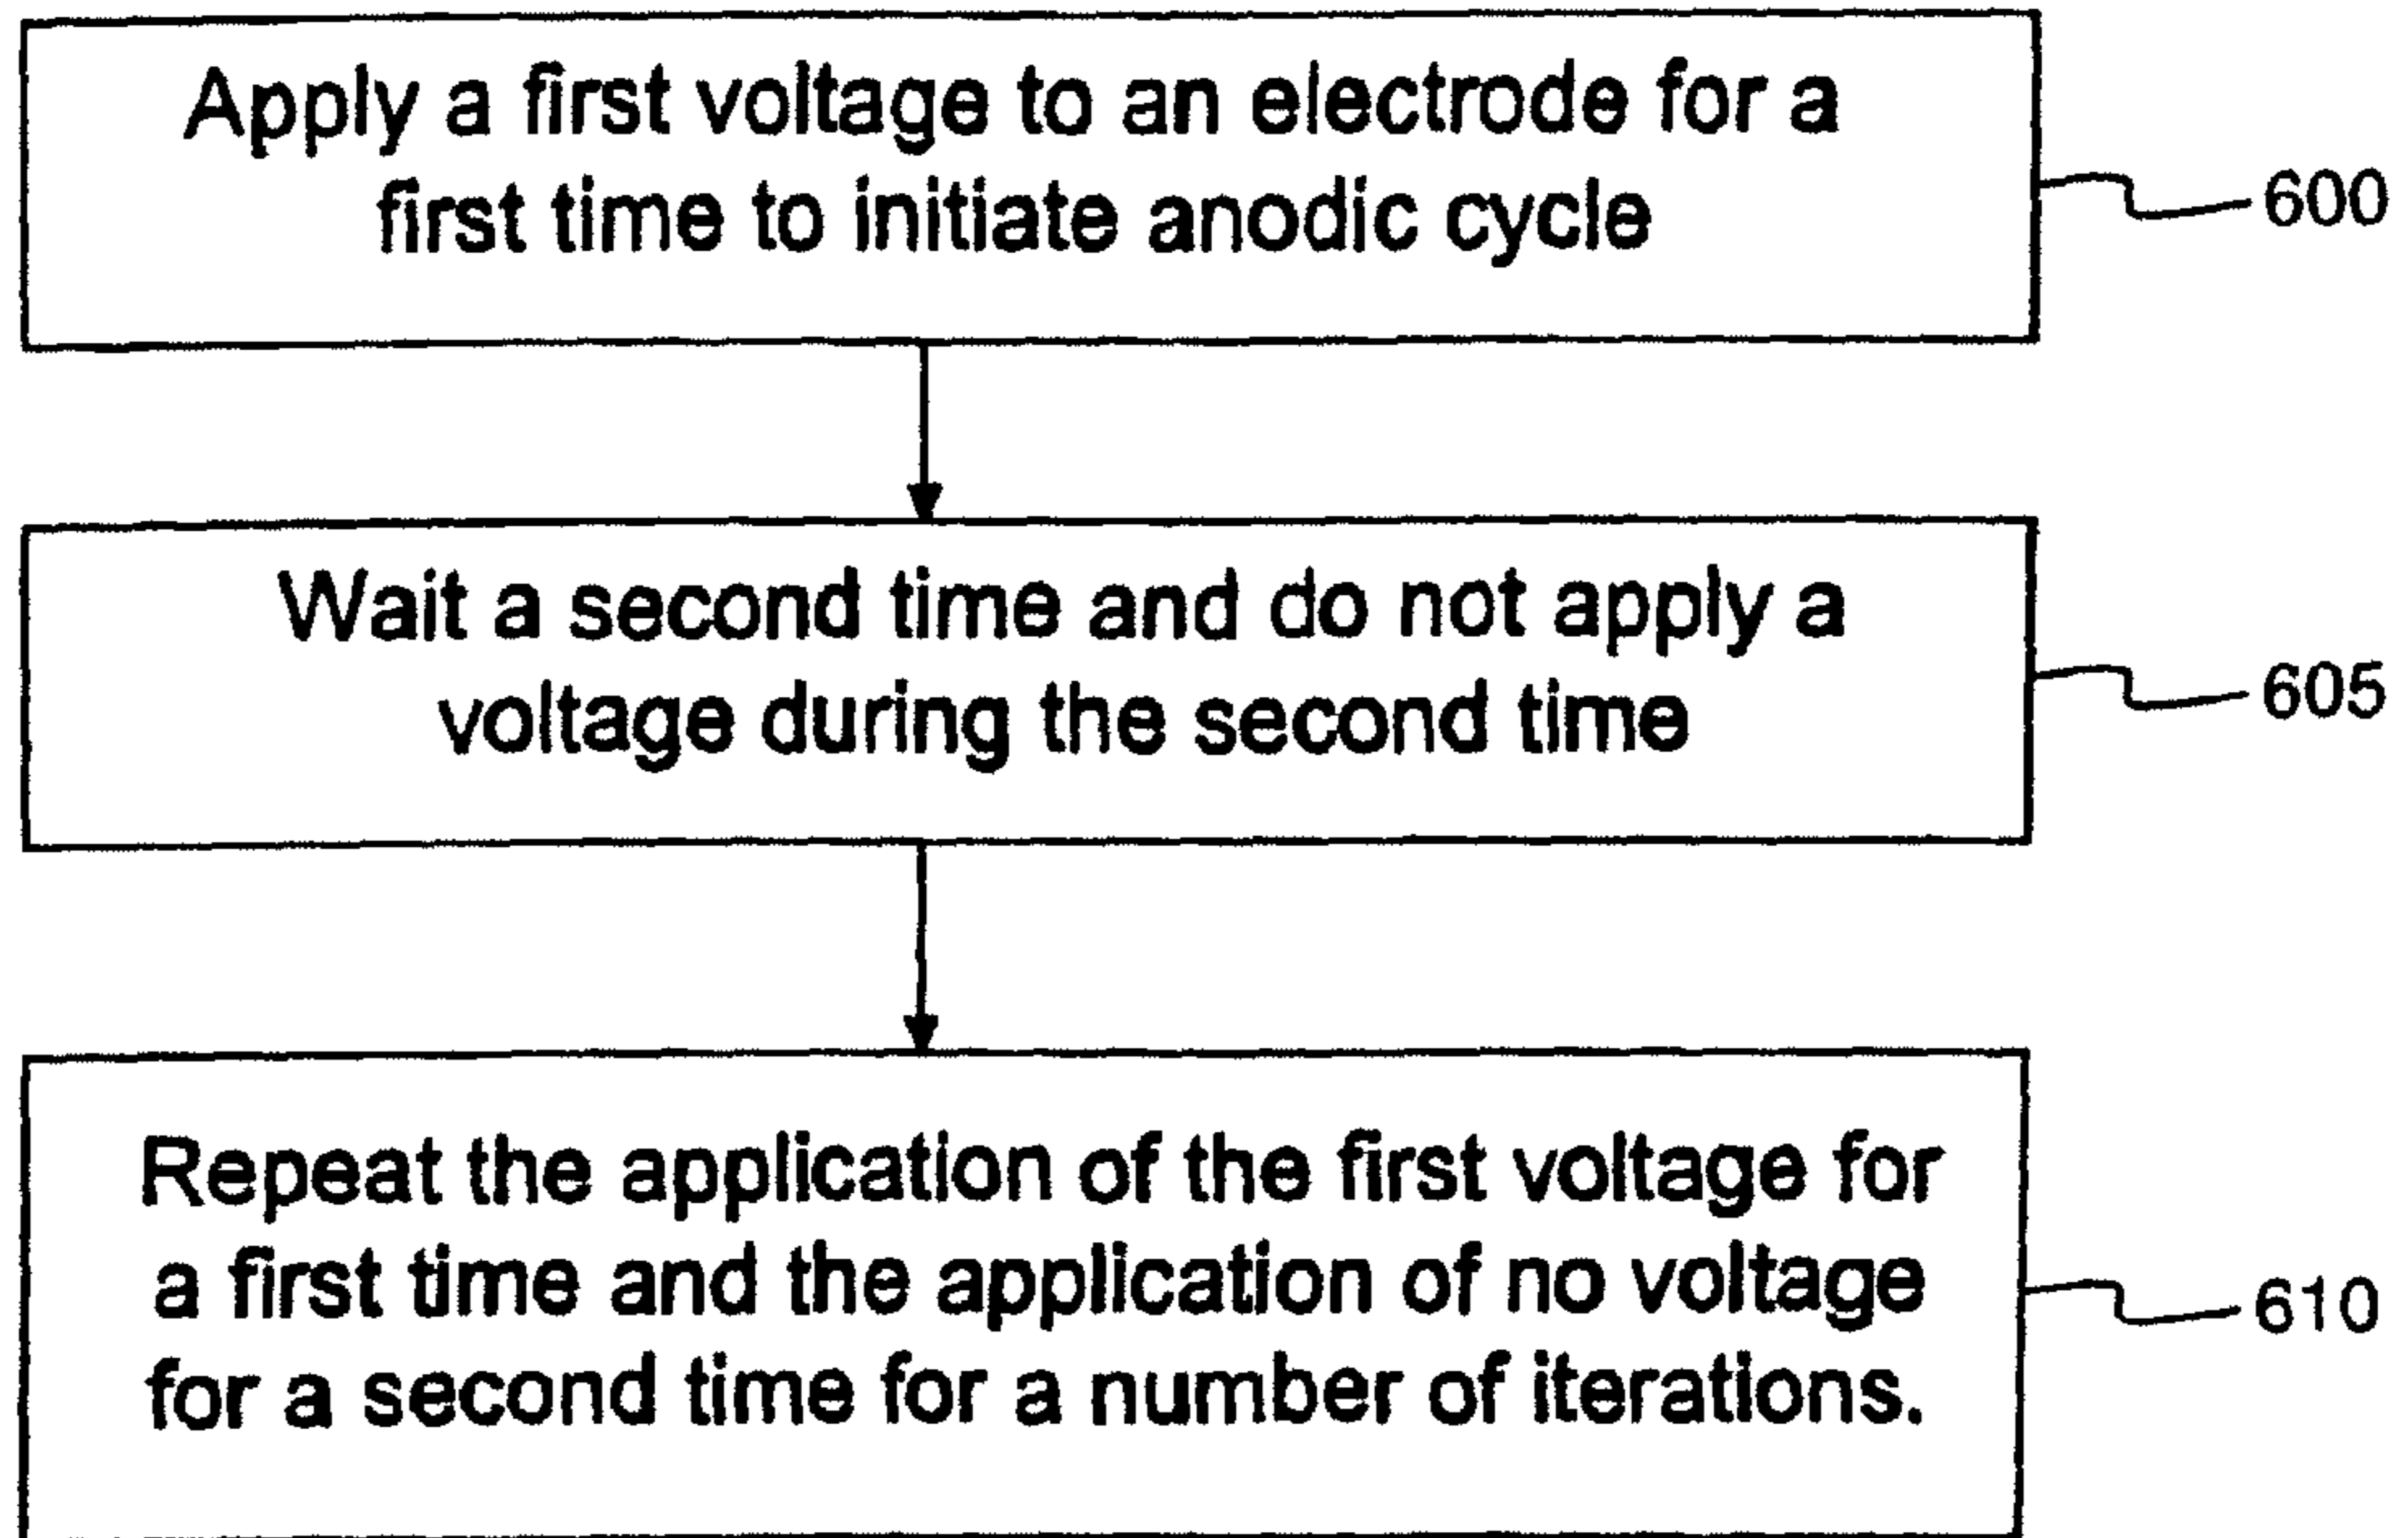 Apply a first voltage to an electrode for a
first time to initiate anodic cycle
600
Wait a second time and do not apply a
voltage during the second time
605
Repeat the application of the first voltage for
a first time and the application of no voltage
for a second time for a number of iterations.
610